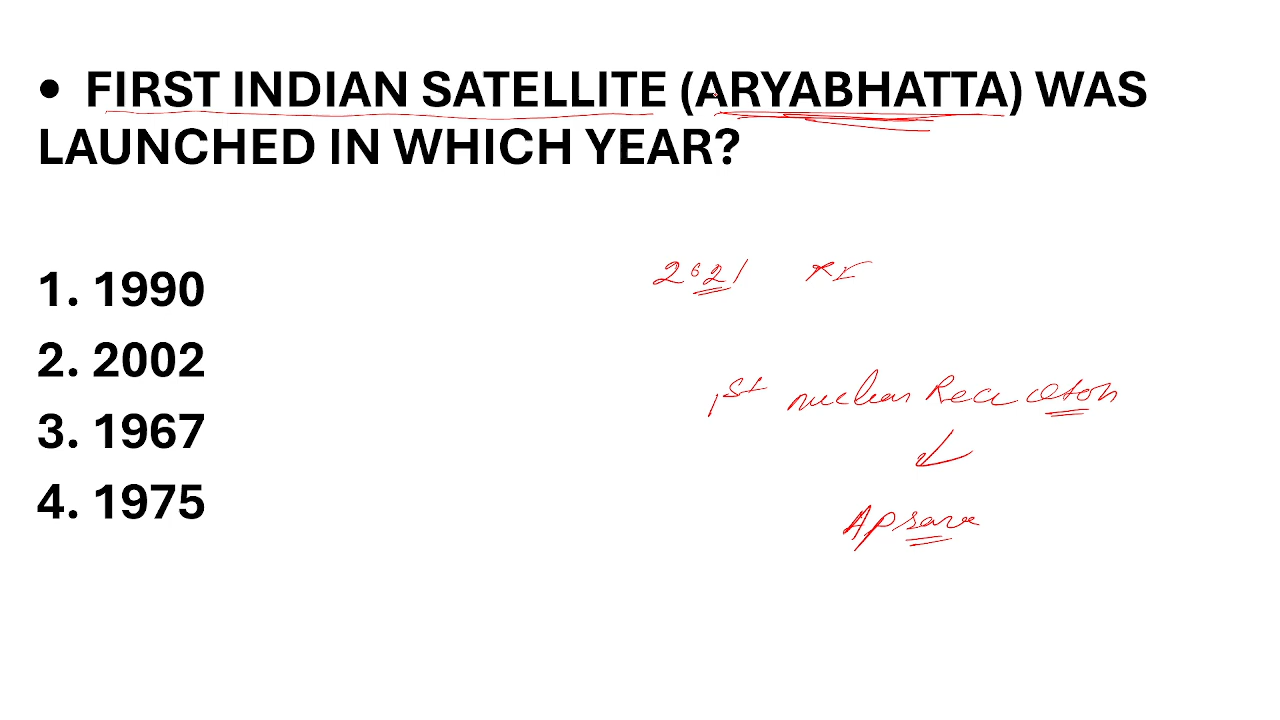 • FIRST INDIAN SATELLITE (ARYABHATTA) WAS
LAUNCHED IN WHICH YEAR?
1. 1990
2. 2002
3. 1967
4. 1975
2021
1st nuclear Reactor
Apsara